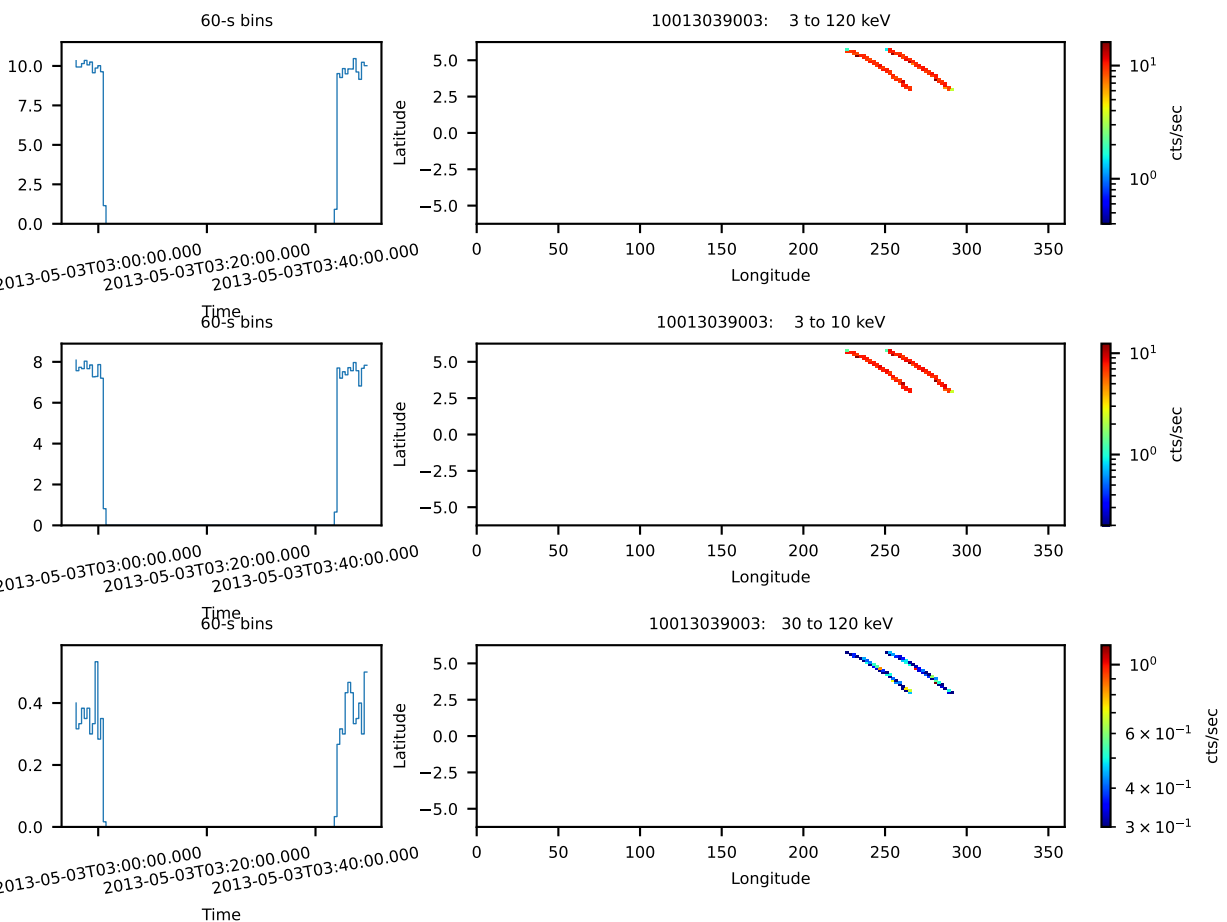 60-s bins
10.0
7.5
5.0
2.5
0.0
2013-05-03T03:00:00.000
2013-05-03T03:20:00.000
2013-05-03T03:40:00.000
Time
10013039003: 3 to 120 keV
Latitude
5.0
2.5
0.0
−2.5
−5.0
0 50 100 150 200 250 300 350
Longitude
10¹
10⁰
cts/sec
60-s bins
8
6
4
2
0
2013-05-03T03:00:00.000
2013-05-03T03:20:00.000
2013-05-03T03:40:00.000
Time
10013039003: 3 to 10 keV
Latitude
5.0
2.5
0.0
−2.5
−5.0
0 50 100 150 200 250 300 350
Longitude
10¹
10⁰
cts/sec
60-s bins
0.4
0.2
0.0
2013-05-03T03:00:00.000
2013-05-03T03:20:00.000
2013-05-03T03:40:00.000
Time
10013039003: 30 to 120 keV
Latitude
5.0
2.5
0.0
−2.5
−5.0
0 50 100 150 200 250 300 350
Longitude
10⁰
6 × 10⁻¹
4 × 10⁻¹
3 × 10⁻¹
cts/sec